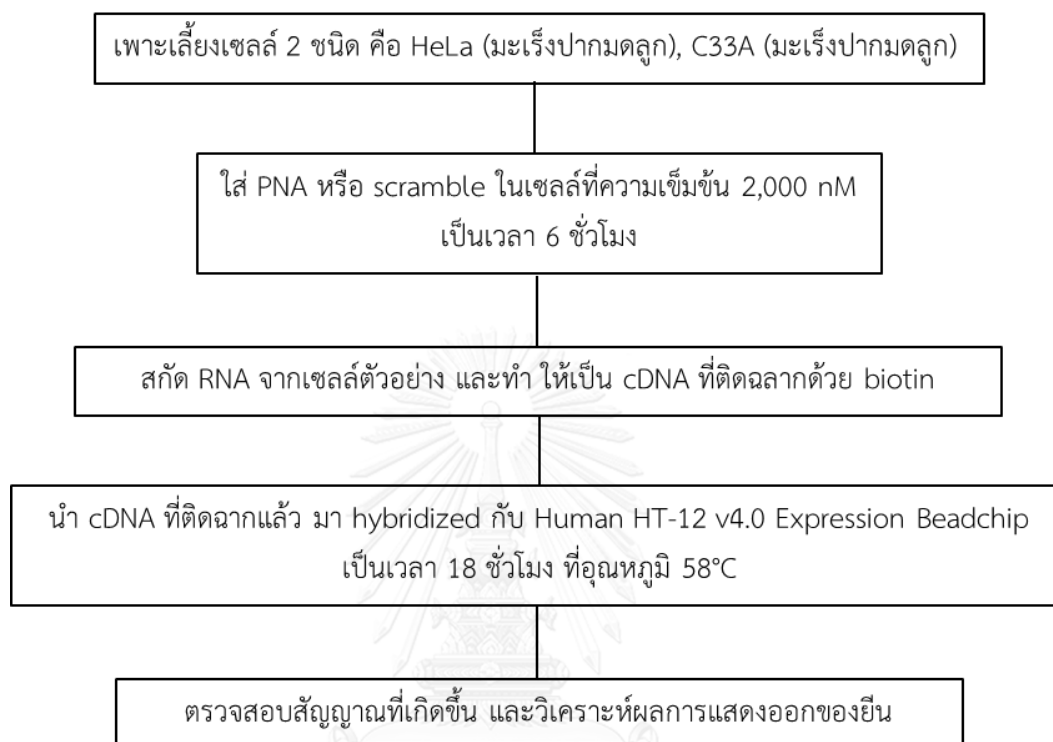 เพาะเลี้ยงเซลล์ 2 ชนิด คือ HeLa (มะเร็งปากมดลูก), C33A (มะเร็งปากมดลูก)
ใส่ PNA หรือ scramble ในเซลล์ที่ความเข็มข้น 2,000 nM
เป็นเวลา 6 ชั่วโมง
สกัด RNA จากเซลล์ตัวอย่าง และทำ ให้เป็น cDNA ที่ติดฉลากด้วย biotin
นำ cDNA ที่ติดฉากแล้ว มา hybridized กับ Human HT-12 v4.0 Expression Beadchip
เป็นเวลา 18 ชั่วโมง ที่อุณหภูมิ 58°C
ตรวจสอบสัญญาณที่เกิดขึ้น และวิเคราะห์ผลการแสดงออกของยีน